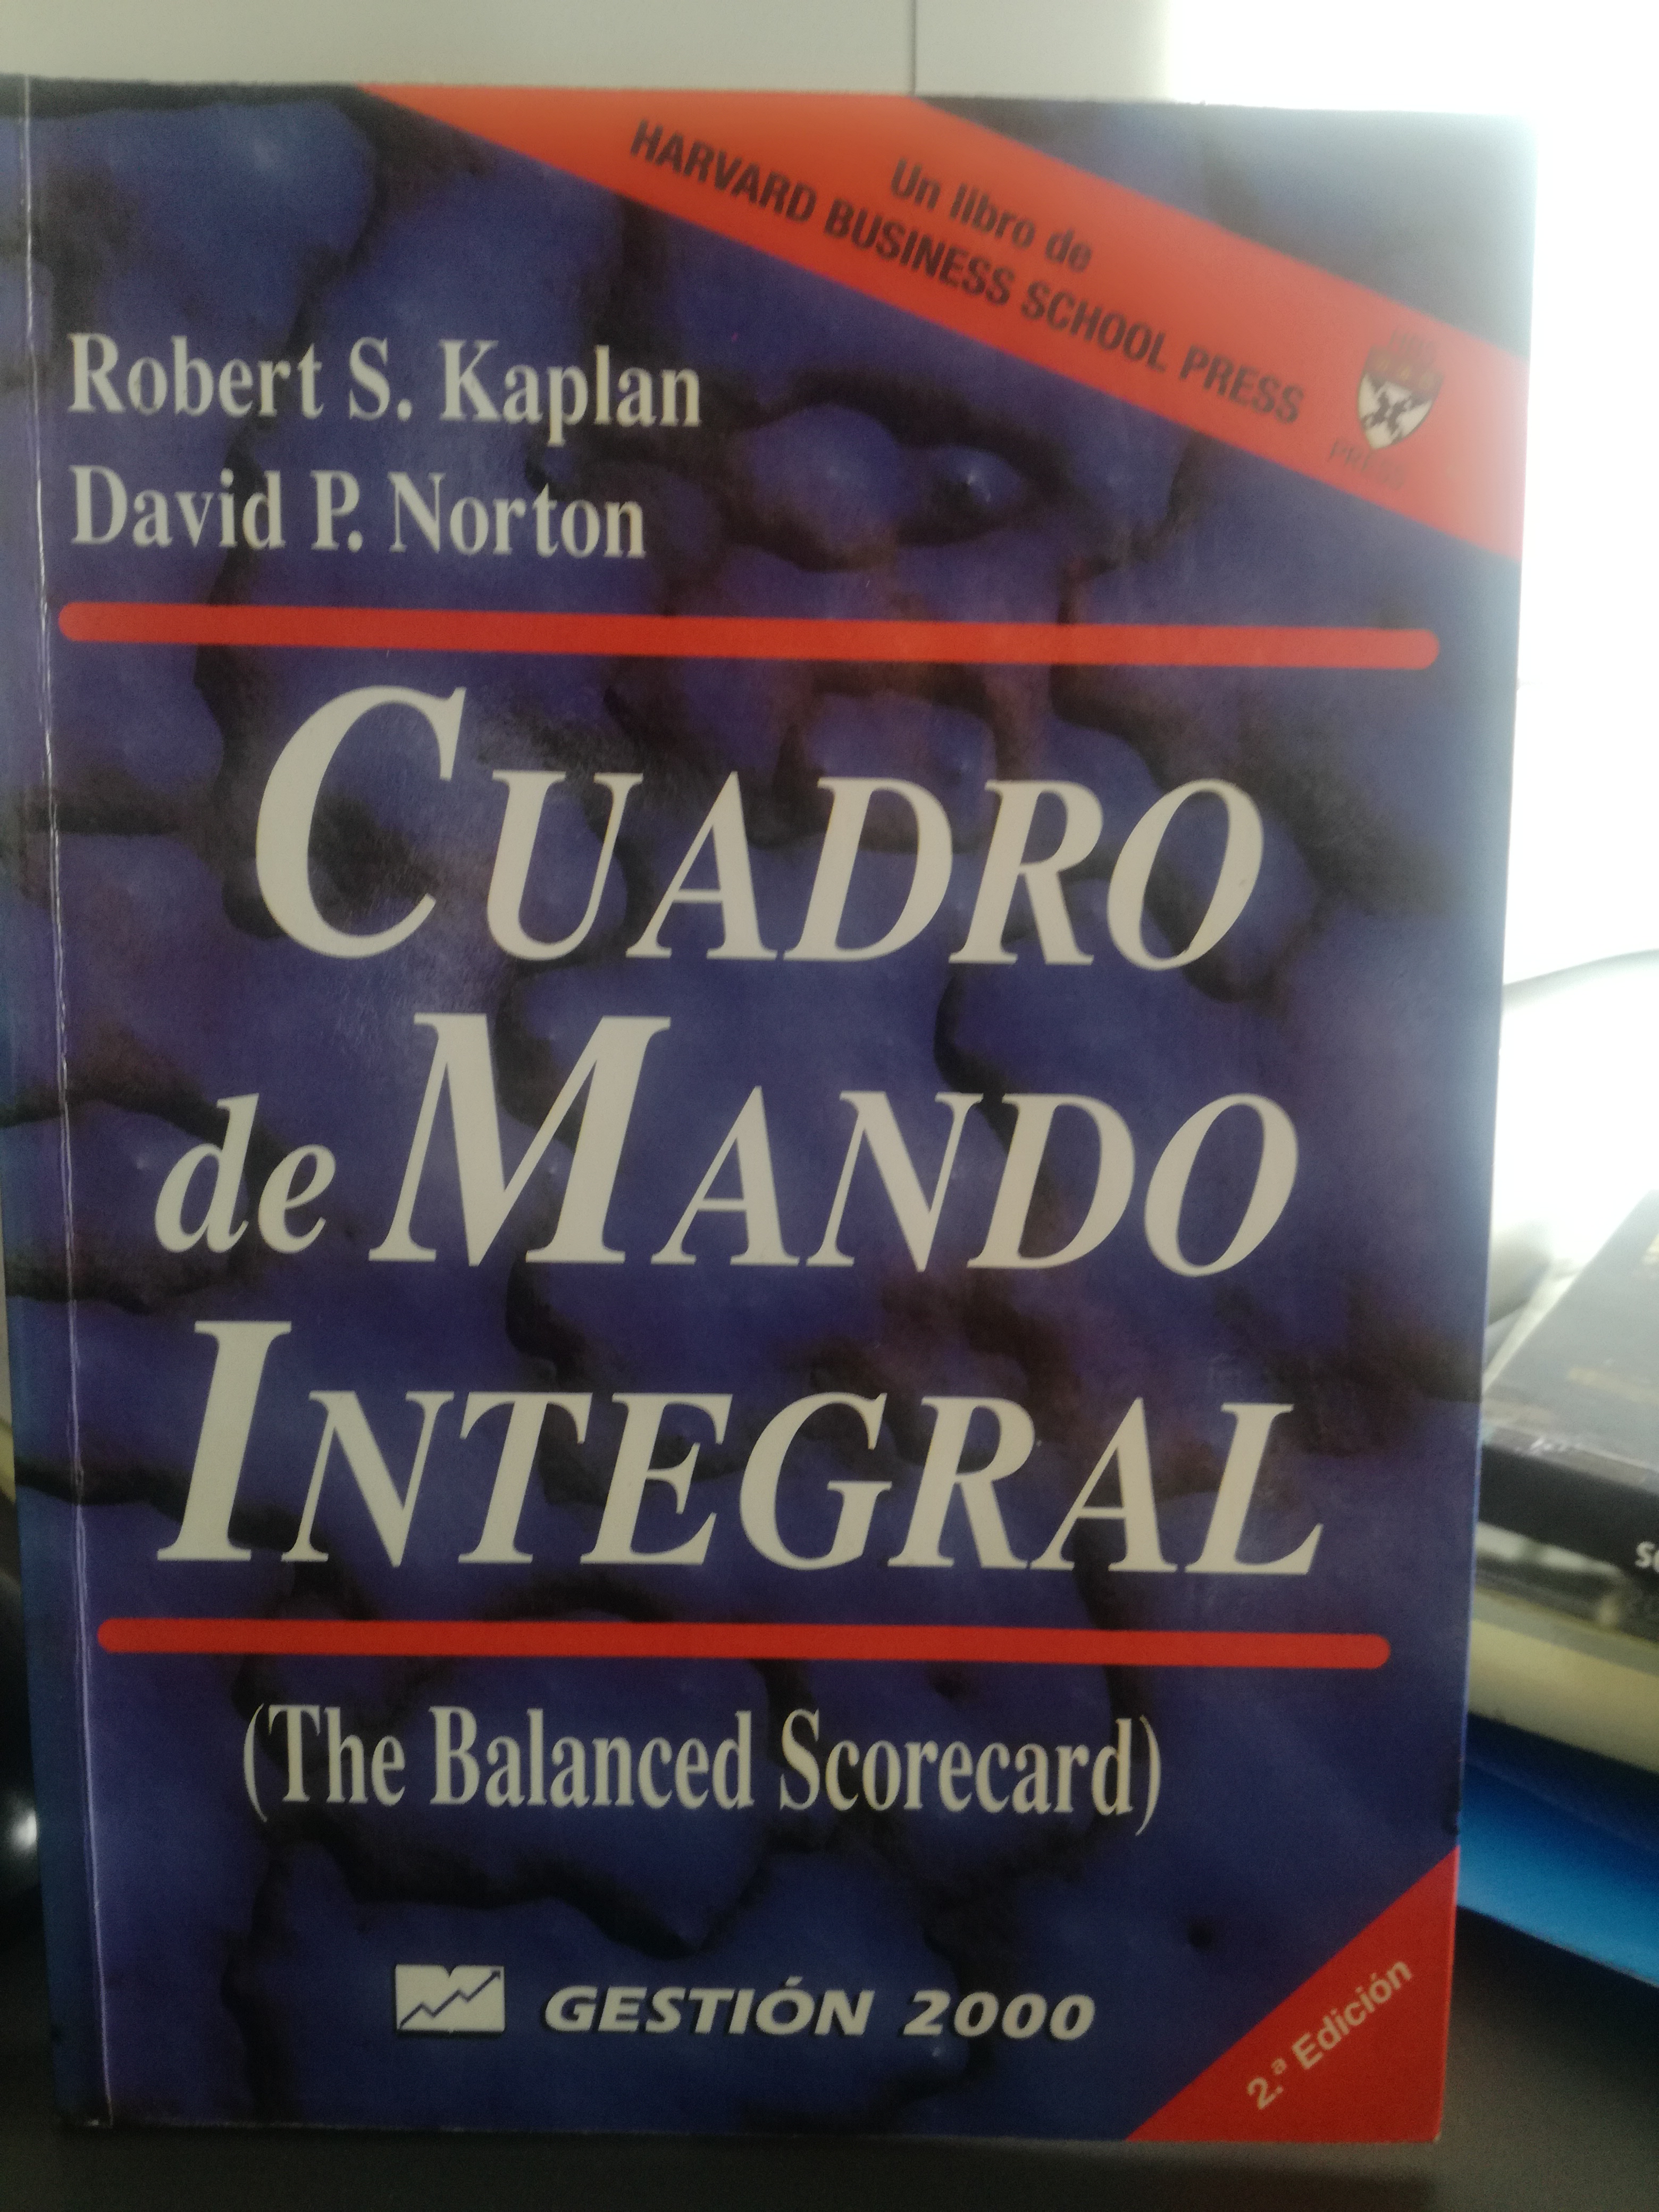 Un libro de
HARVARD BUSINESS SCHOOL PRESS
PRESS
Robert S. Kaplan
David P. Norton
CUADRO
de MANDO
INTEGRAL
(The Balanced Scorecard)
GESTIÓN 2000
2.ª Edición